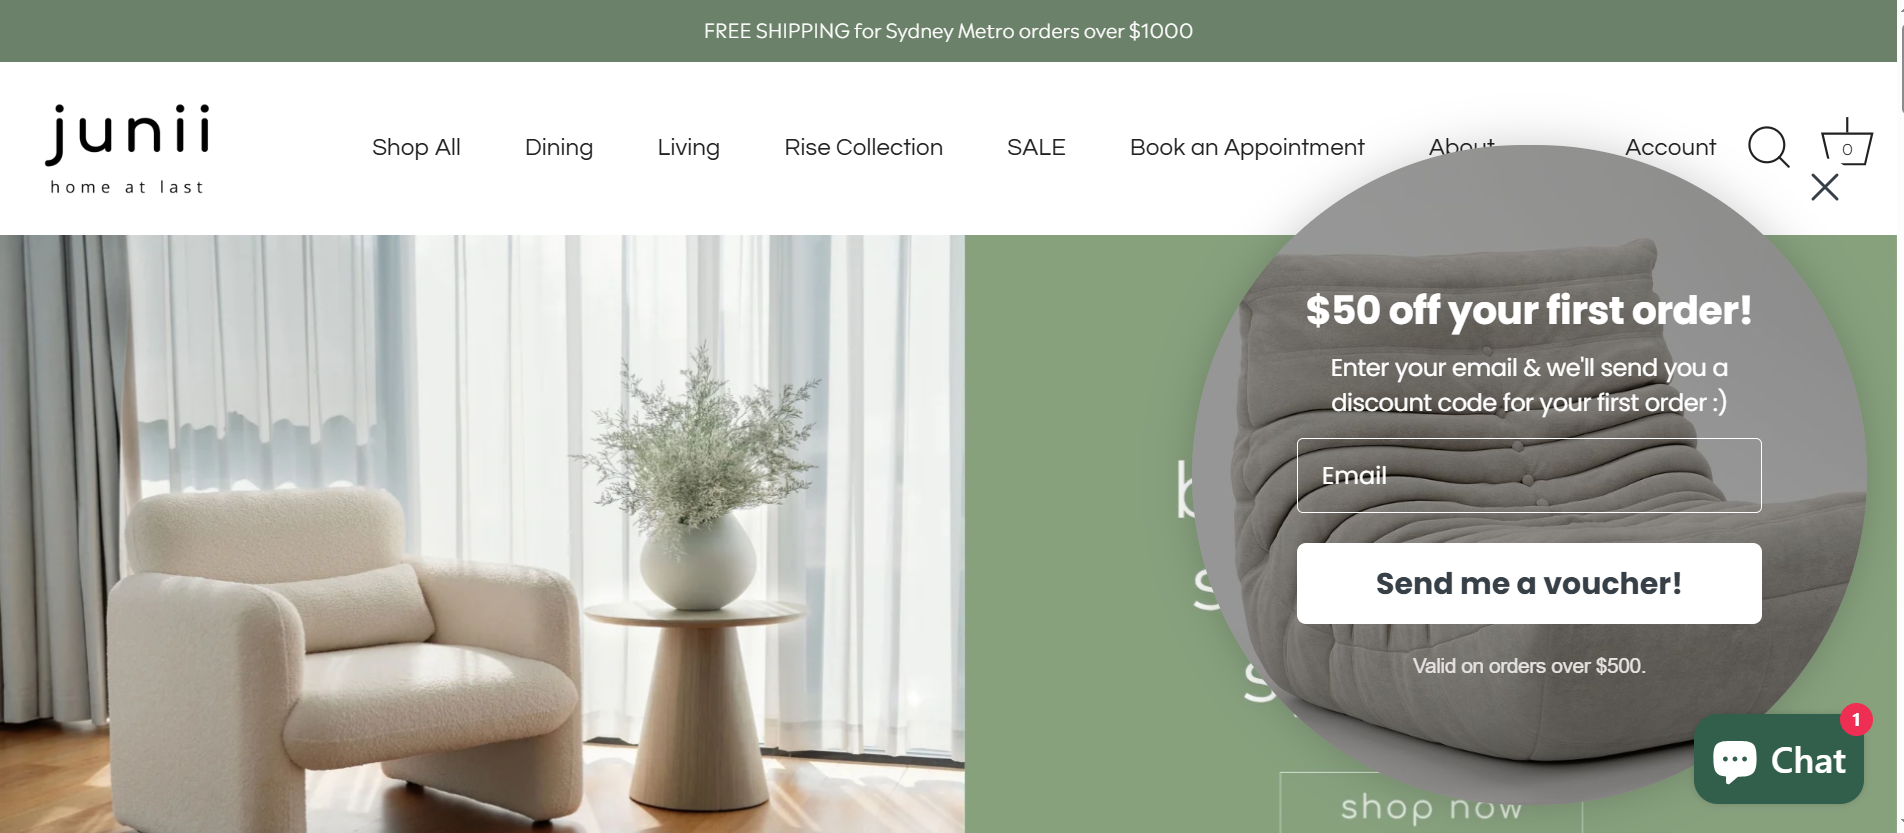 FREE SHIPPING for Sydney Metro orders over $1000
junii
home at last
Shop All
Dining
Living
Rise Collection
SALE
Book an Appointment
About
Account
0
$50 off your first order!
Enter your email & we'll send you a
discount code for your first order :)
Email
Send me a voucher!
Valid on orders over $500.
shop now
1
Chat